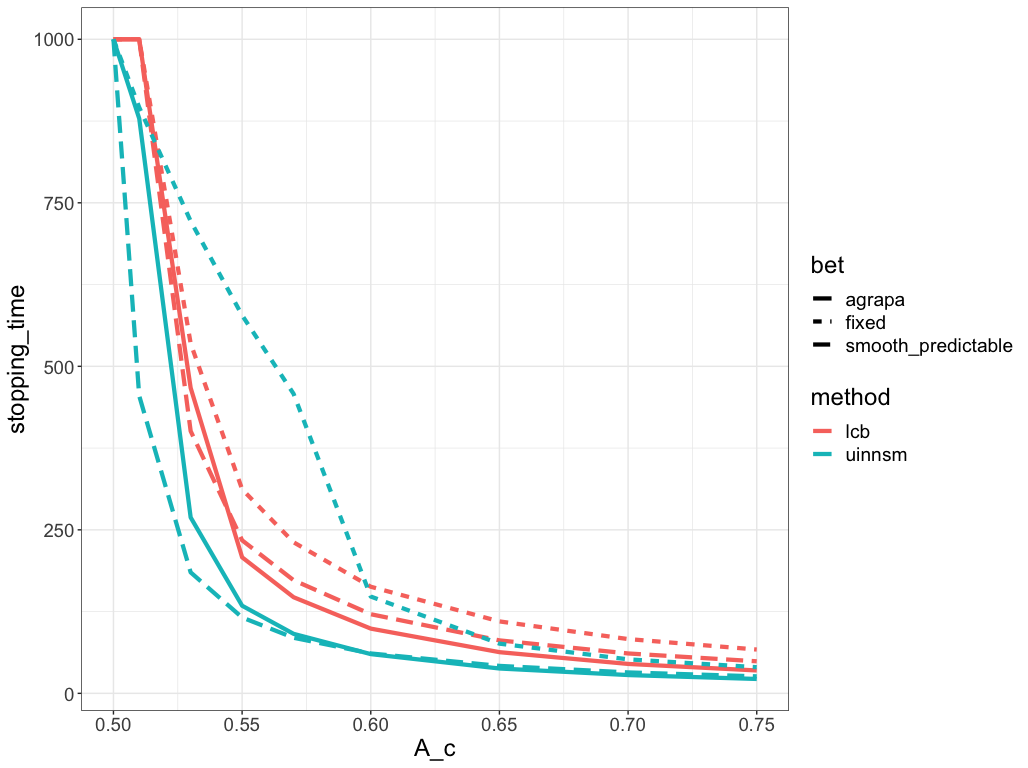 stopping_time
1000
750
500
250
0
0.50 0.55 0.60 0.65 0.70 0.75
A_c
bet
agrapa
fixed
smooth_predictable
method
lcb
uinnsm